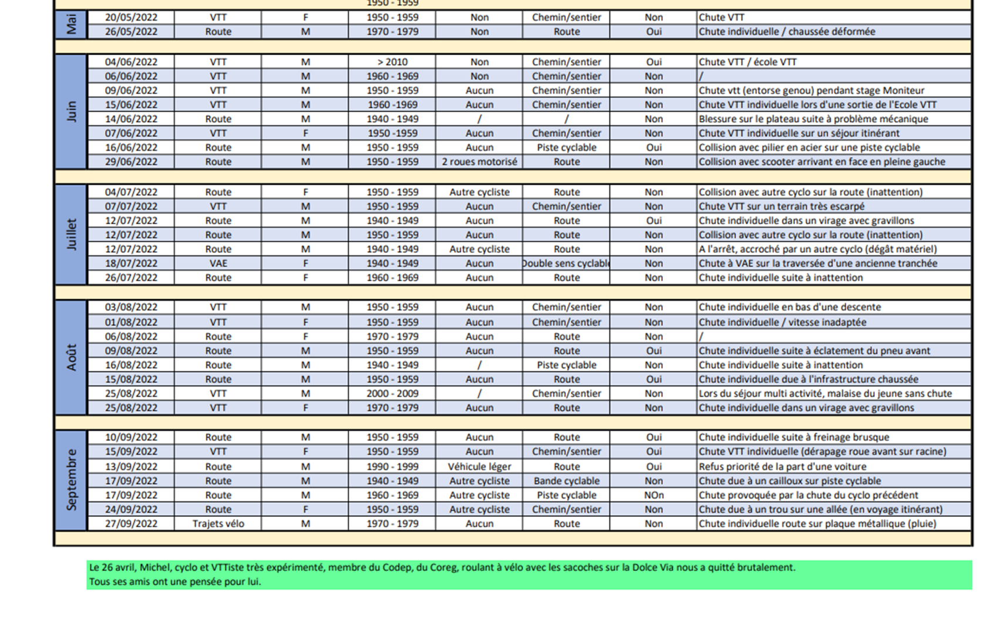 1950 - 1959
Mai
20/05/2022 VTT F 1950 - 1959 Non Chemin/sentier Non Chute VTT
26/05/2022 Route M 1970 - 1979 Non Route Oui Chute individuelle / chaussée déformée
Juin
04/06/2022 VTT M > 2010 Non Chemin/sentier Oui Chute VTT / école VTT
06/06/2022 VTT M 1960 - 1969 Non Chemin/sentier Non /
09/06/2022 VTT M 1950 - 1959 Aucun Chemin/sentier Non Chute vtt (entorse genou) pendant stage Moniteur
15/06/2022 VTT M 1960 -1969 Aucun Chemin/sentier Non Chute VTT individuelle lors d'une sortie de l'Ecole VTT
14/06/2022 Route M 1940 - 1949 / / Non Blessure sur le plateau suite à problème mécanique
07/06/2022 VTT F 1950 -1959 Aucun Chemin/sentier Non Chute VTT individuelle sur un séjour itinérant
16/06/2022 Route M 1950 - 1959 Aucun Piste cyclable Oui Collision avec pilier en acier sur une piste cyclable
29/06/2022 Route M 1950 - 1959 2 roues motorisé Route Non Collision avec scooter arrivant en face en pleine gauche
Juillet
04/07/2022 Route F 1950 - 1959 Autre cycliste Route Non Collision avec autre cyclo sur la route (inattention)
07/07/2022 VTT M 1950 - 1959 Aucun Chemin/sentier Non Chute VTT sur un terrain très escarpé
12/07/2022 Route M 1940 - 1949 Aucun Route Oui Chute individuelle dans un virage avec gravillons
12/07/2022 Route M 1950 - 1959 Aucun Route Non Collision avec autre cyclo sur la route (inattention)
12/07/2022 Route M 1940 - 1949 Autre cycliste Route Non A l'arrêt, accroché par un autre cyclo (dégât matériel)
18/07/2022 VAE F 1940 - 1949 Aucun Double sens cyclable Non Chute à VAE sur la traversée d'une ancienne tranchée
26/07/2022 Route F 1960 - 1969 Aucun Route Non Chute individuelle suite à inattention
Août
03/08/2022 VTT M 1950 - 1959 Aucun Chemin/sentier Non Chute individuelle en bas d'une descente
01/08/2022 VTT F 1950 - 1959 Aucun Chemin/sentier Non Chute individuelle / vitesse inadaptée
06/08/2022 Route F 1970 - 1979 Aucun Route Non /
09/08/2022 Route M 1950 - 1959 Aucun Route Oui Chute individuelle suite à éclatement du pneu avant
16/08/2022 Route M 1940 - 1949 / Piste cyclable Non Chute individuelle suite à inattention
15/08/2022 Route M 1950 - 1959 Aucun Route Oui Chute individuelle due à l'infrastructure chaussée
25/08/2022 VTT M 2000 - 2009 / Chemin/sentier Non Lors du séjour multi activité, malaise du jeune sans chute
25/08/2022 VTT F 1970 - 1979 Aucun Route Non Chute individuelle dans un virage avec gravillons
Septembre
10/09/2022 Route M 1950 - 1959 Aucun Route Oui Chute individuelle suite à freinage brusque
15/09/2022 VTT F 1950 - 1959 Aucun Chemin/sentier Oui Chute VTT individuelle (dérapage roue avant sur racine)
13/09/2022 Route M 1990 - 1999 Véhicule léger Route Oui Refus priorité de la part d'une voiture
17/09/2022 Route M 1940 - 1949 Autre cycliste Bande cyclable Non Chute due à un cailloux sur piste cyclable
17/09/2022 Route M 1960 - 1969 Autre cycliste Piste cyclable NOn Chute provoquée par la chute du cyclo précédent
24/09/2022 Route F 1950 - 1959 Autre cycliste Chemin/sentier Non Chute due à un trou sur une allée (en voyage itinérant)
27/09/2022 Trajets vélo M 1970 - 1979 Aucun Route Non Chute individuelle route sur plaque métallique (pluie)
Le 26 avril, Michel, cyclo et VTTiste très expérimenté, membre du Codep, du Coreg, roulant à vélo avec les sacoches sur la Dolce Via nous a quitté brutalement.
Tous ses amis ont une pensée pour lui.